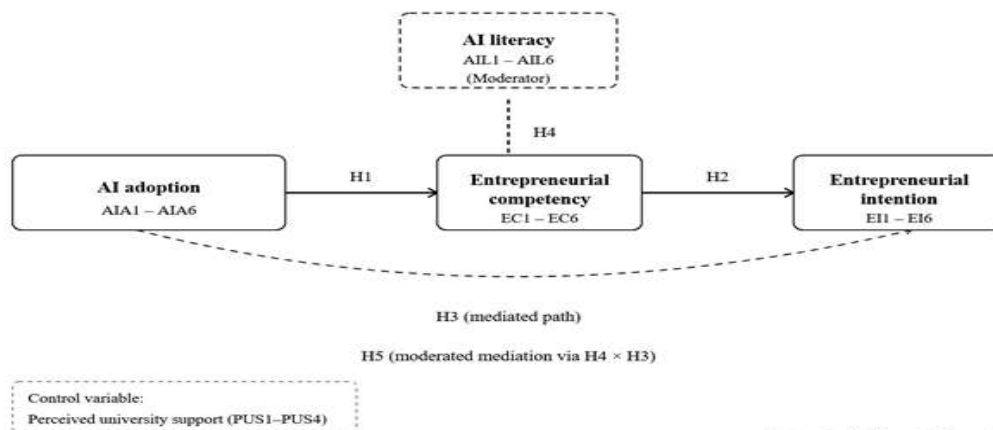 AI literacy
AIL1 – AIL6
(Moderator)
H4
AI adoption
AIA1 – AIA6
H1
Entrepreneurial
competency
EC1 – EC6
H2
Entrepreneurial
intention
EI1 – EI6
H3 (mediated path)
H5 (moderated mediation via H4 × H3)
Control variable:
Perceived university support (PUS1–PUS4)